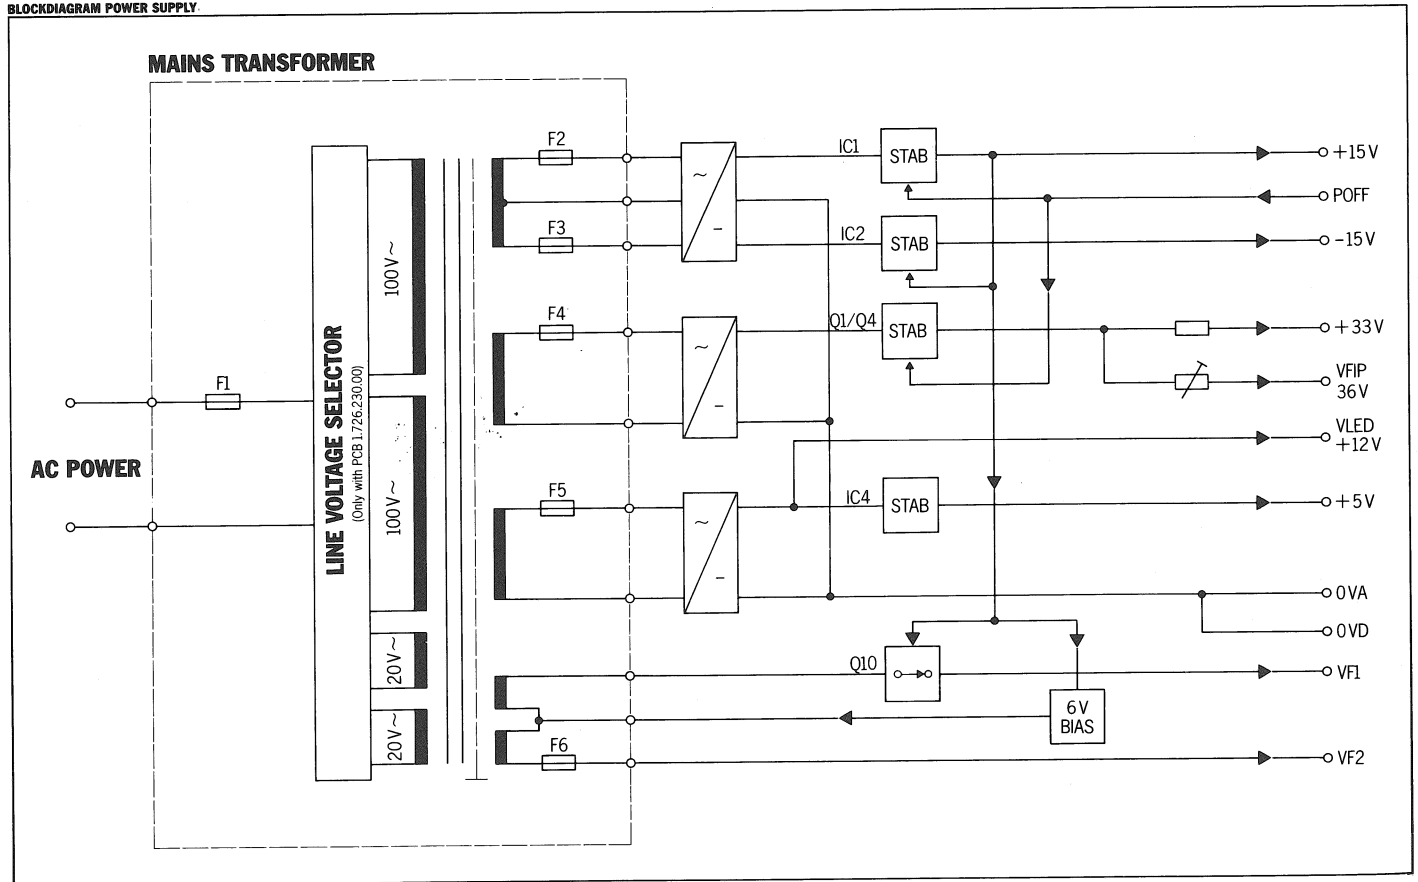 BLOCKDIAGRAM POWER SUPPLY
MAINS TRANSFORMER
F2
F3
F4
F5
F6
F1
AC POWER
LINE VOLTAGE SELECTOR
(Only with PCB 1.726.230.00)
100V~
100V~
20V~
20V~
~
–
~
–
~
–
IC1
STAB
IC2
STAB
Q1/Q4
STAB
IC4
STAB
Q10
6V
BIAS
+15V
POFF
-15V
+33V
VFIP
36V
VLED
+12V
+5V
0VA
0VD
VF1
VF2